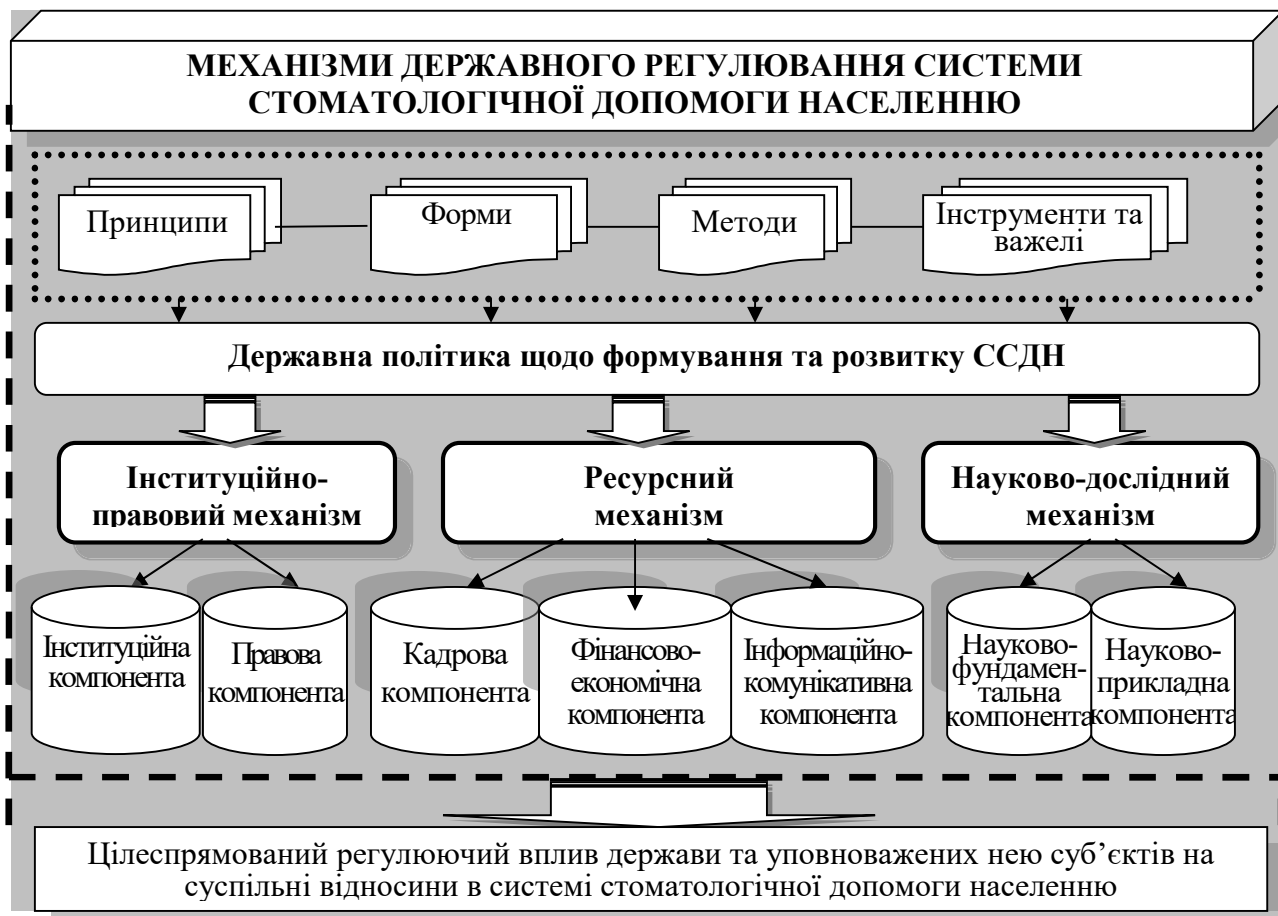 МЕХАНІЗМИ ДЕРЖАВНОГО РЕГУЛЮВАННЯ СИСТЕМИ
СТОМАТОЛОГІЧНОЇ ДОПОМОГИ НАСЕЛЕННЮ
Принципи
Форми
Методи
Інструменти та
важелі
Державна політика щодо формування та розвитку ССДН
Інституційно-
правовий механізм
Ресурсний
механізм
Науково-дослідний
механізм
Інституційна
компонента
Правова
компонента
Кадрова
компонента
Фінансово-
економічна
компонента
Інформаційно-
комунікативна
компонента
Науково-
фундамен-
тальна
компонента
Науково-
прикладна
компонента
Цілеспрямований регулюючий вплив держави та уповноважених нею суб’єктів на
суспільні відносини в системі стоматологічної допомоги населенню